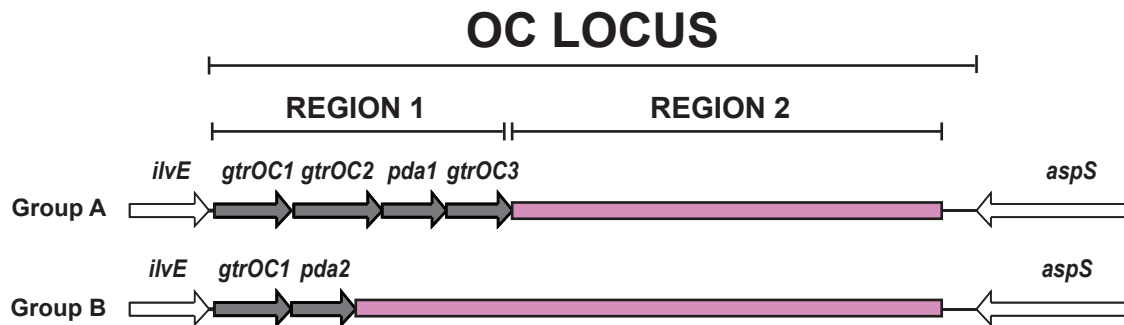 OC LOCUS
REGION 1 REGION 2
ilvE gtrOC1 gtrOC2 pda1 gtrOC3 aspS
Group A
ilvE gtrOC1 pda2 aspS
Group B